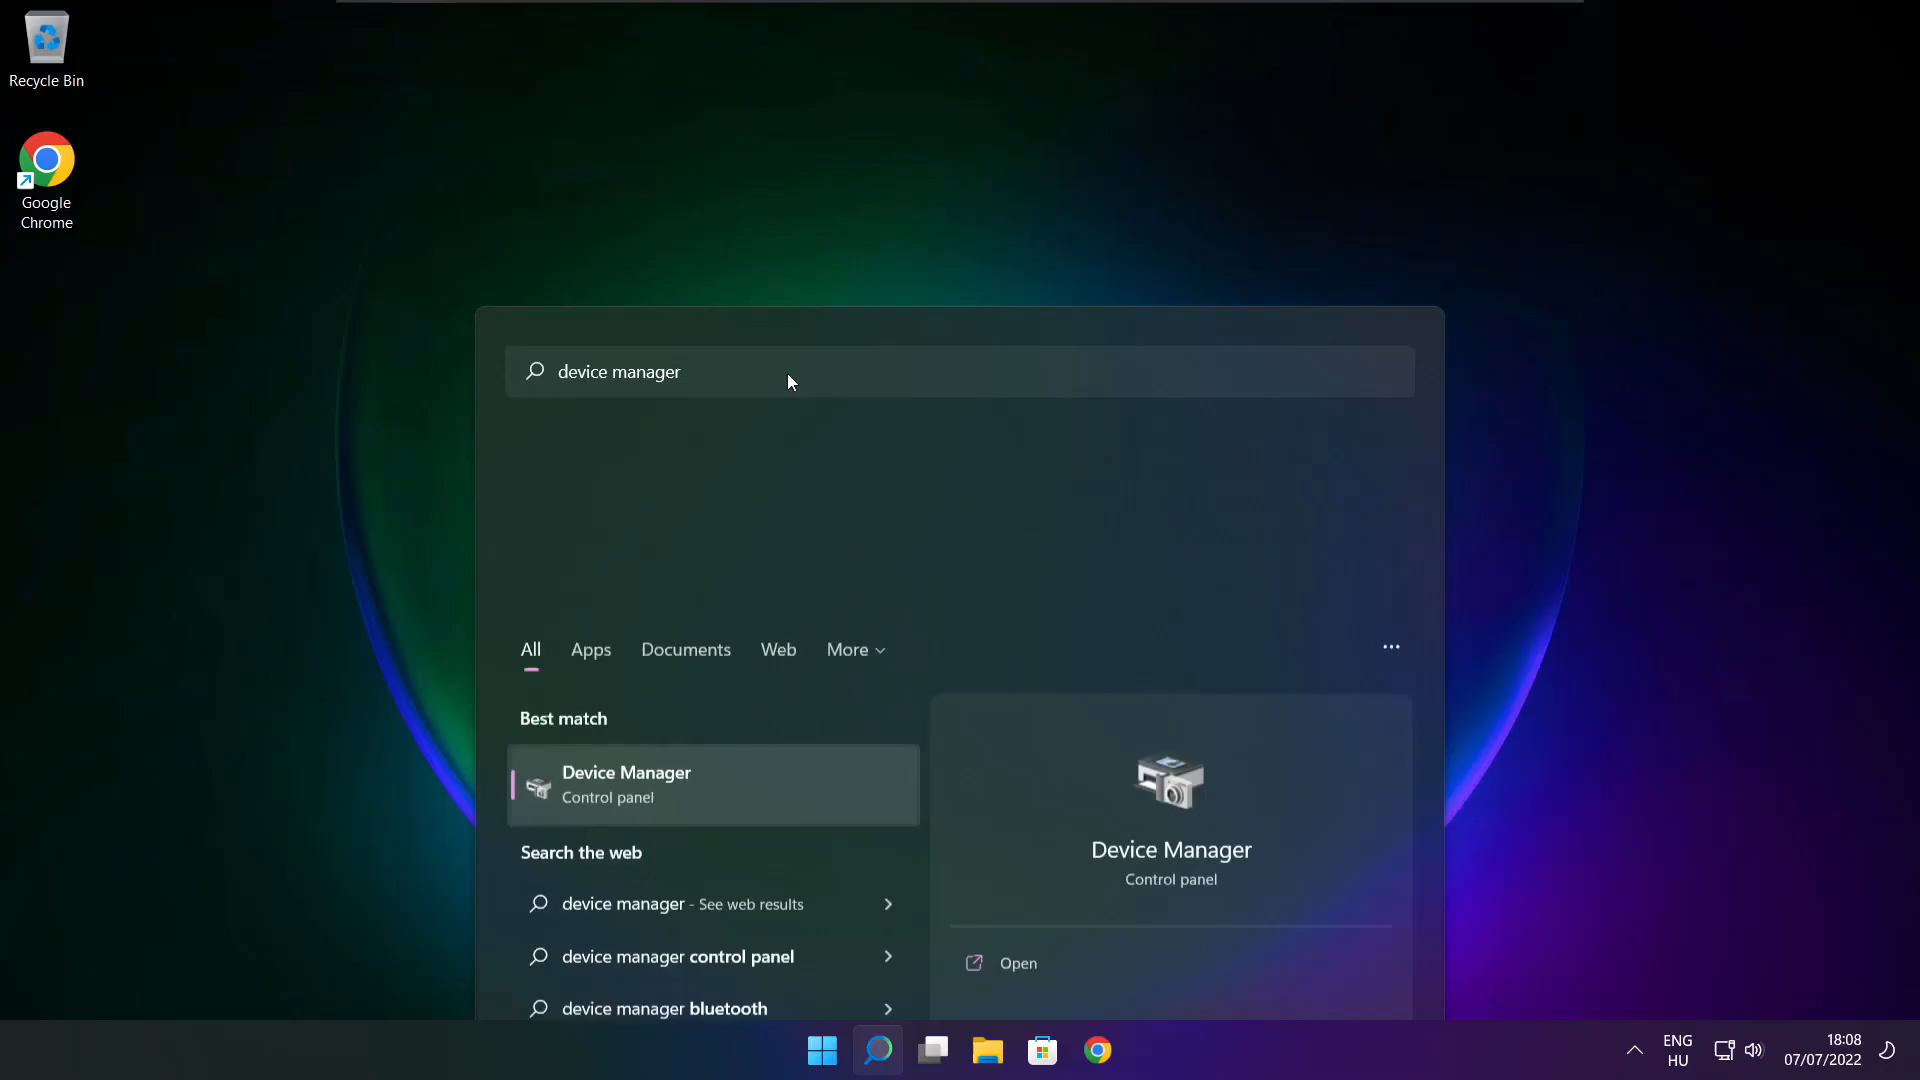 Recycle Bin
Google
Chrome
device manager
All Apps Documents Web More
Best match
Device Manager
Control panel
Search the web
device manager - See web results
device manager control panel
device manager bluetooth
Device Manager
Control panel
Open
ENG
HU
18:08
07/07/2022